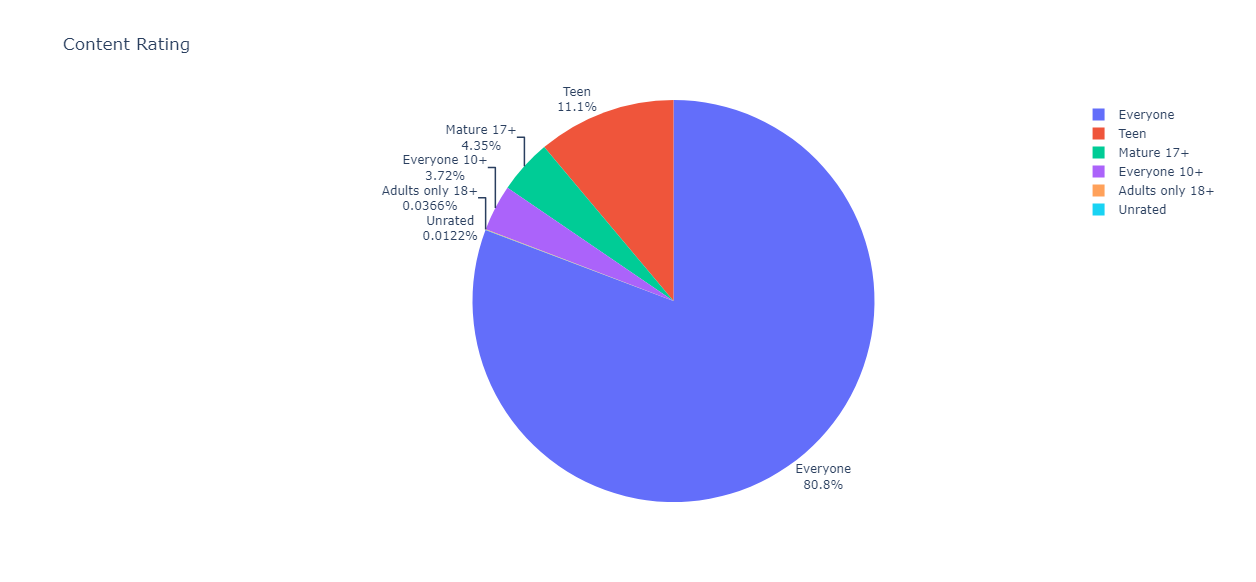 Content Rating
Teen
11.1%
Mature 17+
4.35%
Everyone 10+
3.72%
Adults only 18+
0.0366%
Unrated
0.0122%
Everyone
80.8%
Everyone
Teen
Mature 17+
Everyone 10+
Adults only 18+
Unrated